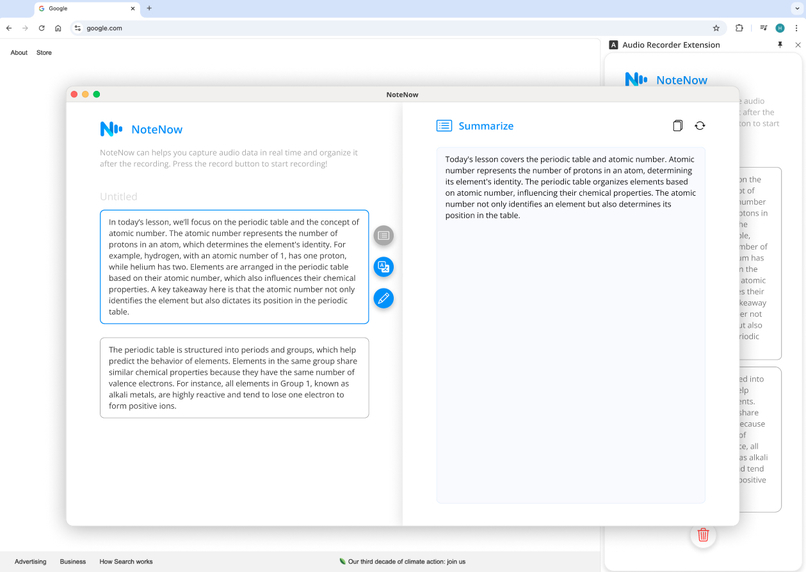 Google
google.com
About Store
Audio Recorder Extension
NoteNow
audio
after the
on to start
NoteNow
NoteNow
NoteNow can help you capture audio data in real time and organize it
after the recording. Press the record button to start recording!
Untitled
In today's lesson, we'll focus on the periodic table and the concept of
atomic number. The atomic number represents the number of
protons in an atom, which determines the element's identity. For
example, hydrogen, with an atomic number of 1, has one proton,
while helium has two. Elements are arranged in the periodic table
based on their atomic number, which also influences their chemical
properties. A key takeaway here is that the atomic number not only
identifies the element but also dictates its position in the periodic
table.
The periodic table is structured into periods and groups, which help
predict the behavior of elements. Elements in the same group share
similar chemical properties because they have the same number of
valence electrons. For instance, all elements in Group 1, known as
alkali metals, are highly reactive and tend to lose one electron to
form positive ions.
Summarize
Today's lesson covers the periodic table and atomic number. Atomic
number represents the number of protons in an atom, determining
its element's identity. The periodic table organizes elements based
on atomic number, influencing their chemical properties. The atomic
number not only identifies an element but also determines its
position in the table.
on the
pt of
number
otons in
he
ple,
mber of
um has
n the
atomic
s their
keaway
er not
ut also
riodic
ed into
elp
ents.
share
ecause
of
ce, all
as alkali
d tend
positive
Advertising Business How Search works
Our third decade of climate action: join us